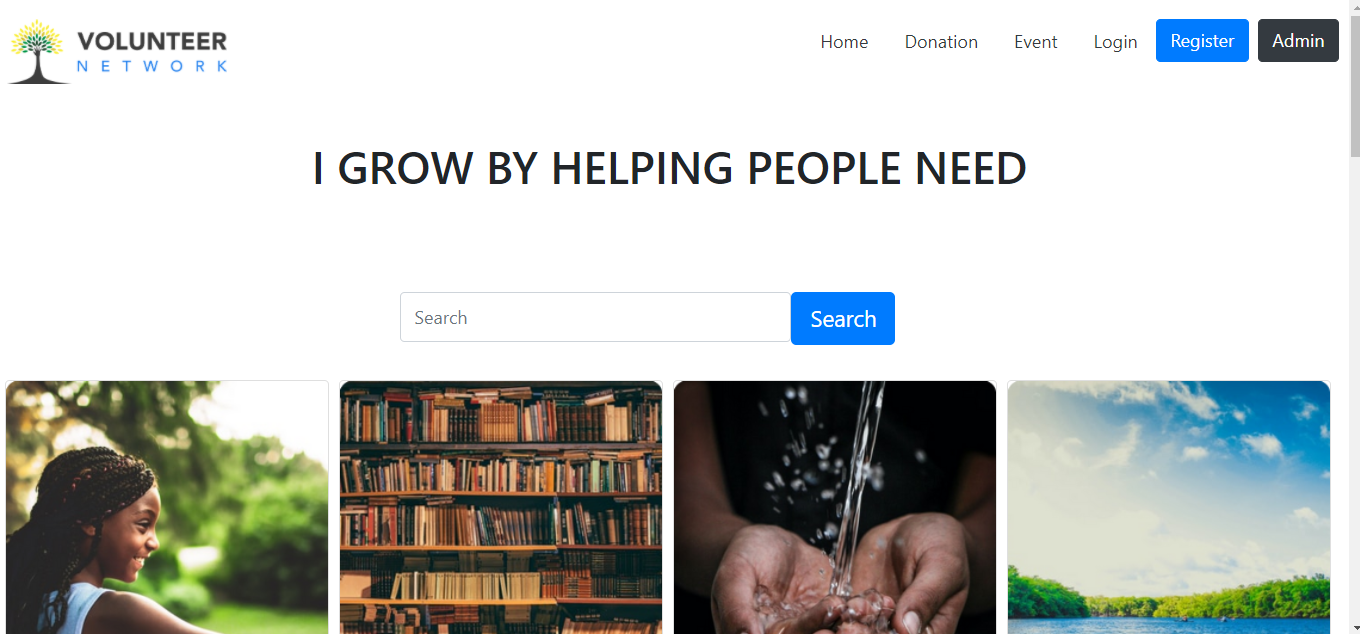 VOLUNTEER
NETWORK
Home Donation Event Login Register Admin
I GROW BY HELPING PEOPLE NEED
Search Search